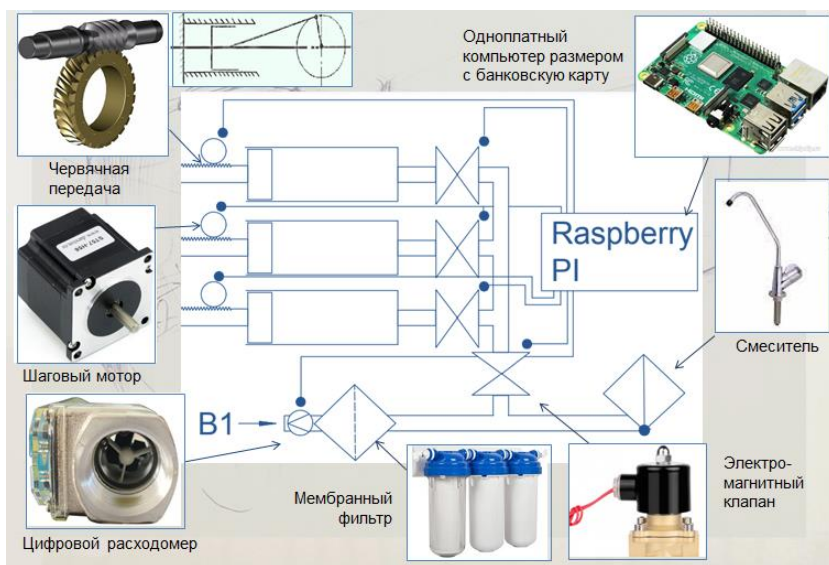 Одноплатный
компьютер размером
с банковскую карту
Червячная
передача
Raspberry
PI
Шаговый мотор
Смеситель
B1
Мембранный
фильтр
Электро-
магнитный
клапан
Цифровой расходомер